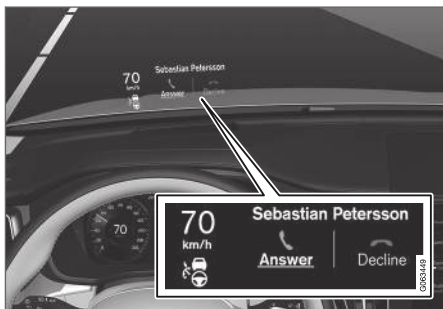 70
km/h
Sebastian Petersson
Answer
Decline
70
70
km/h
Sebastian Petersson
Answer
Decline
G063449